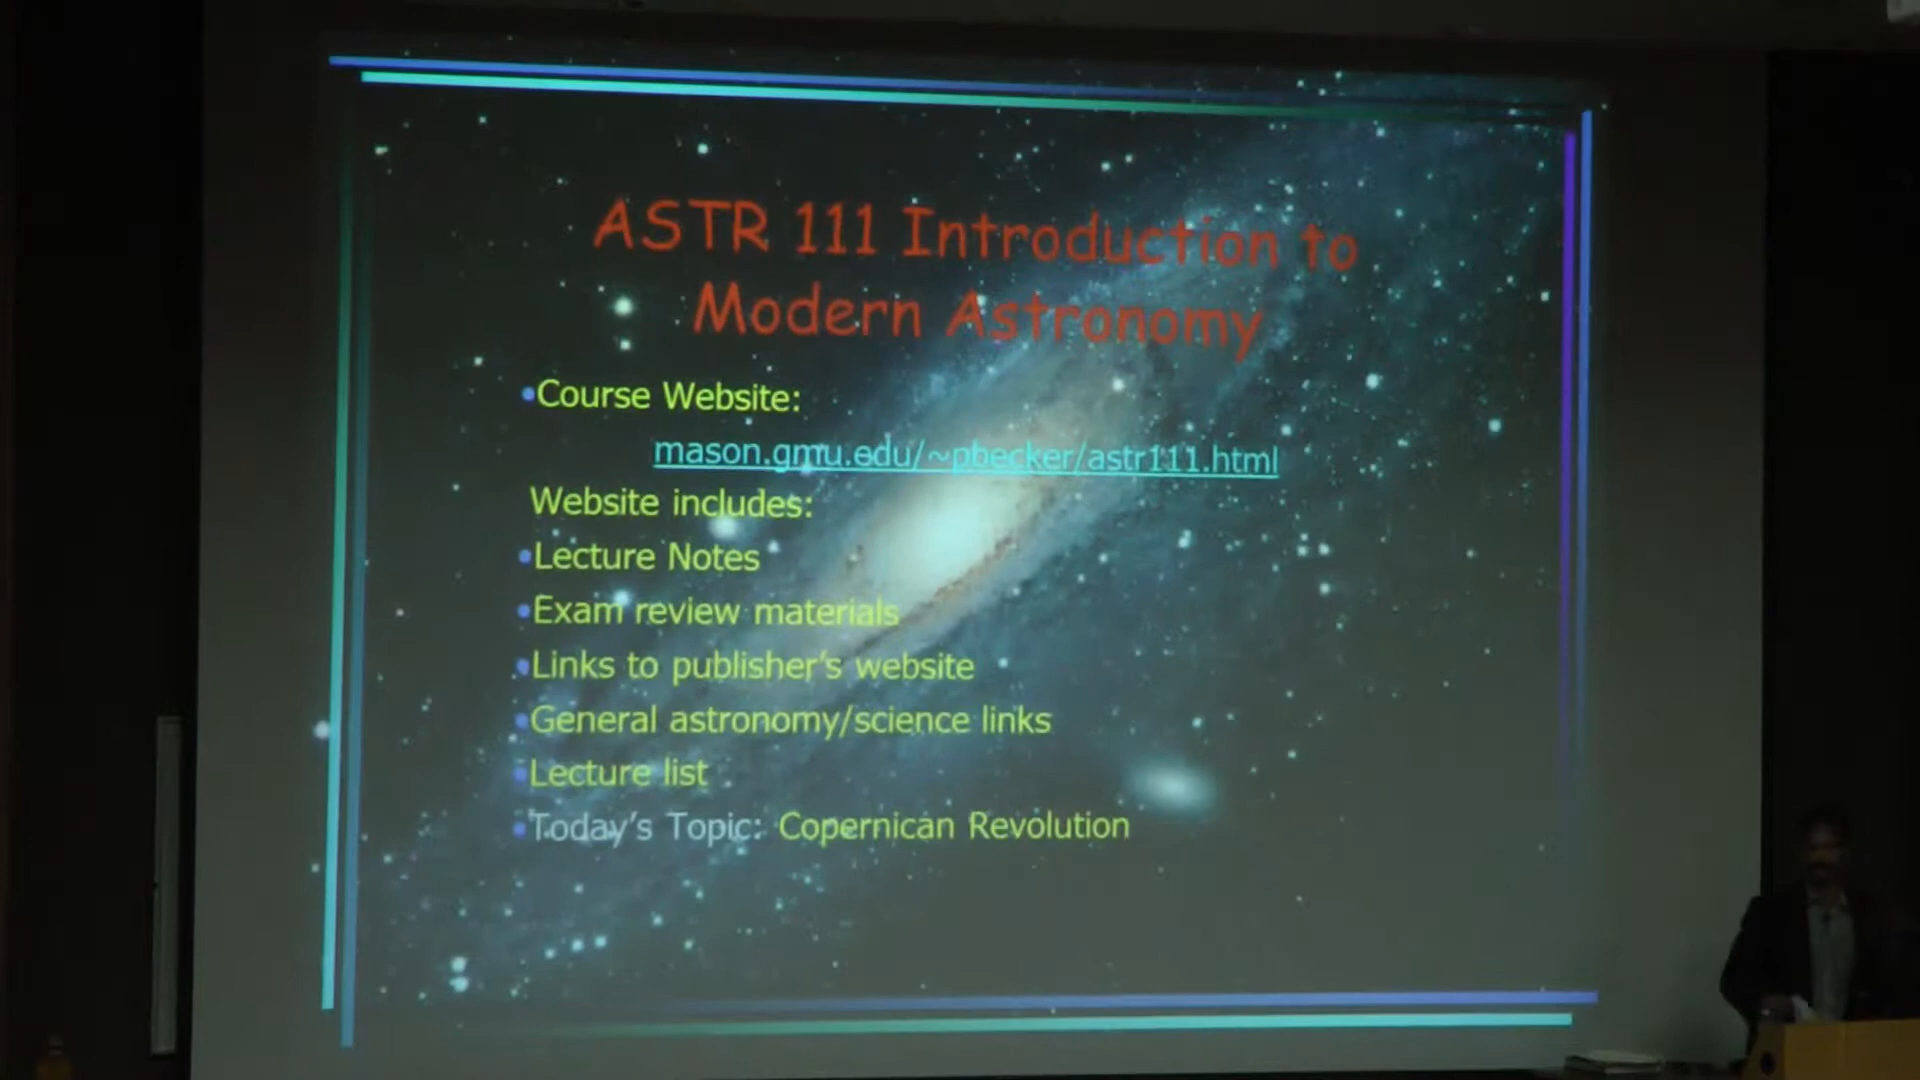 ASTR 111 Introduction to
Modern Astronomy
•Course Website:
mason.gmu.edu/~pbecker/astr111.html
Website includes:
•Lecture Notes
•Exam review materials
•Links to publisher's website
•General astronomy/science links
•Lecture list
•Today's Topic: Copernican Revolution